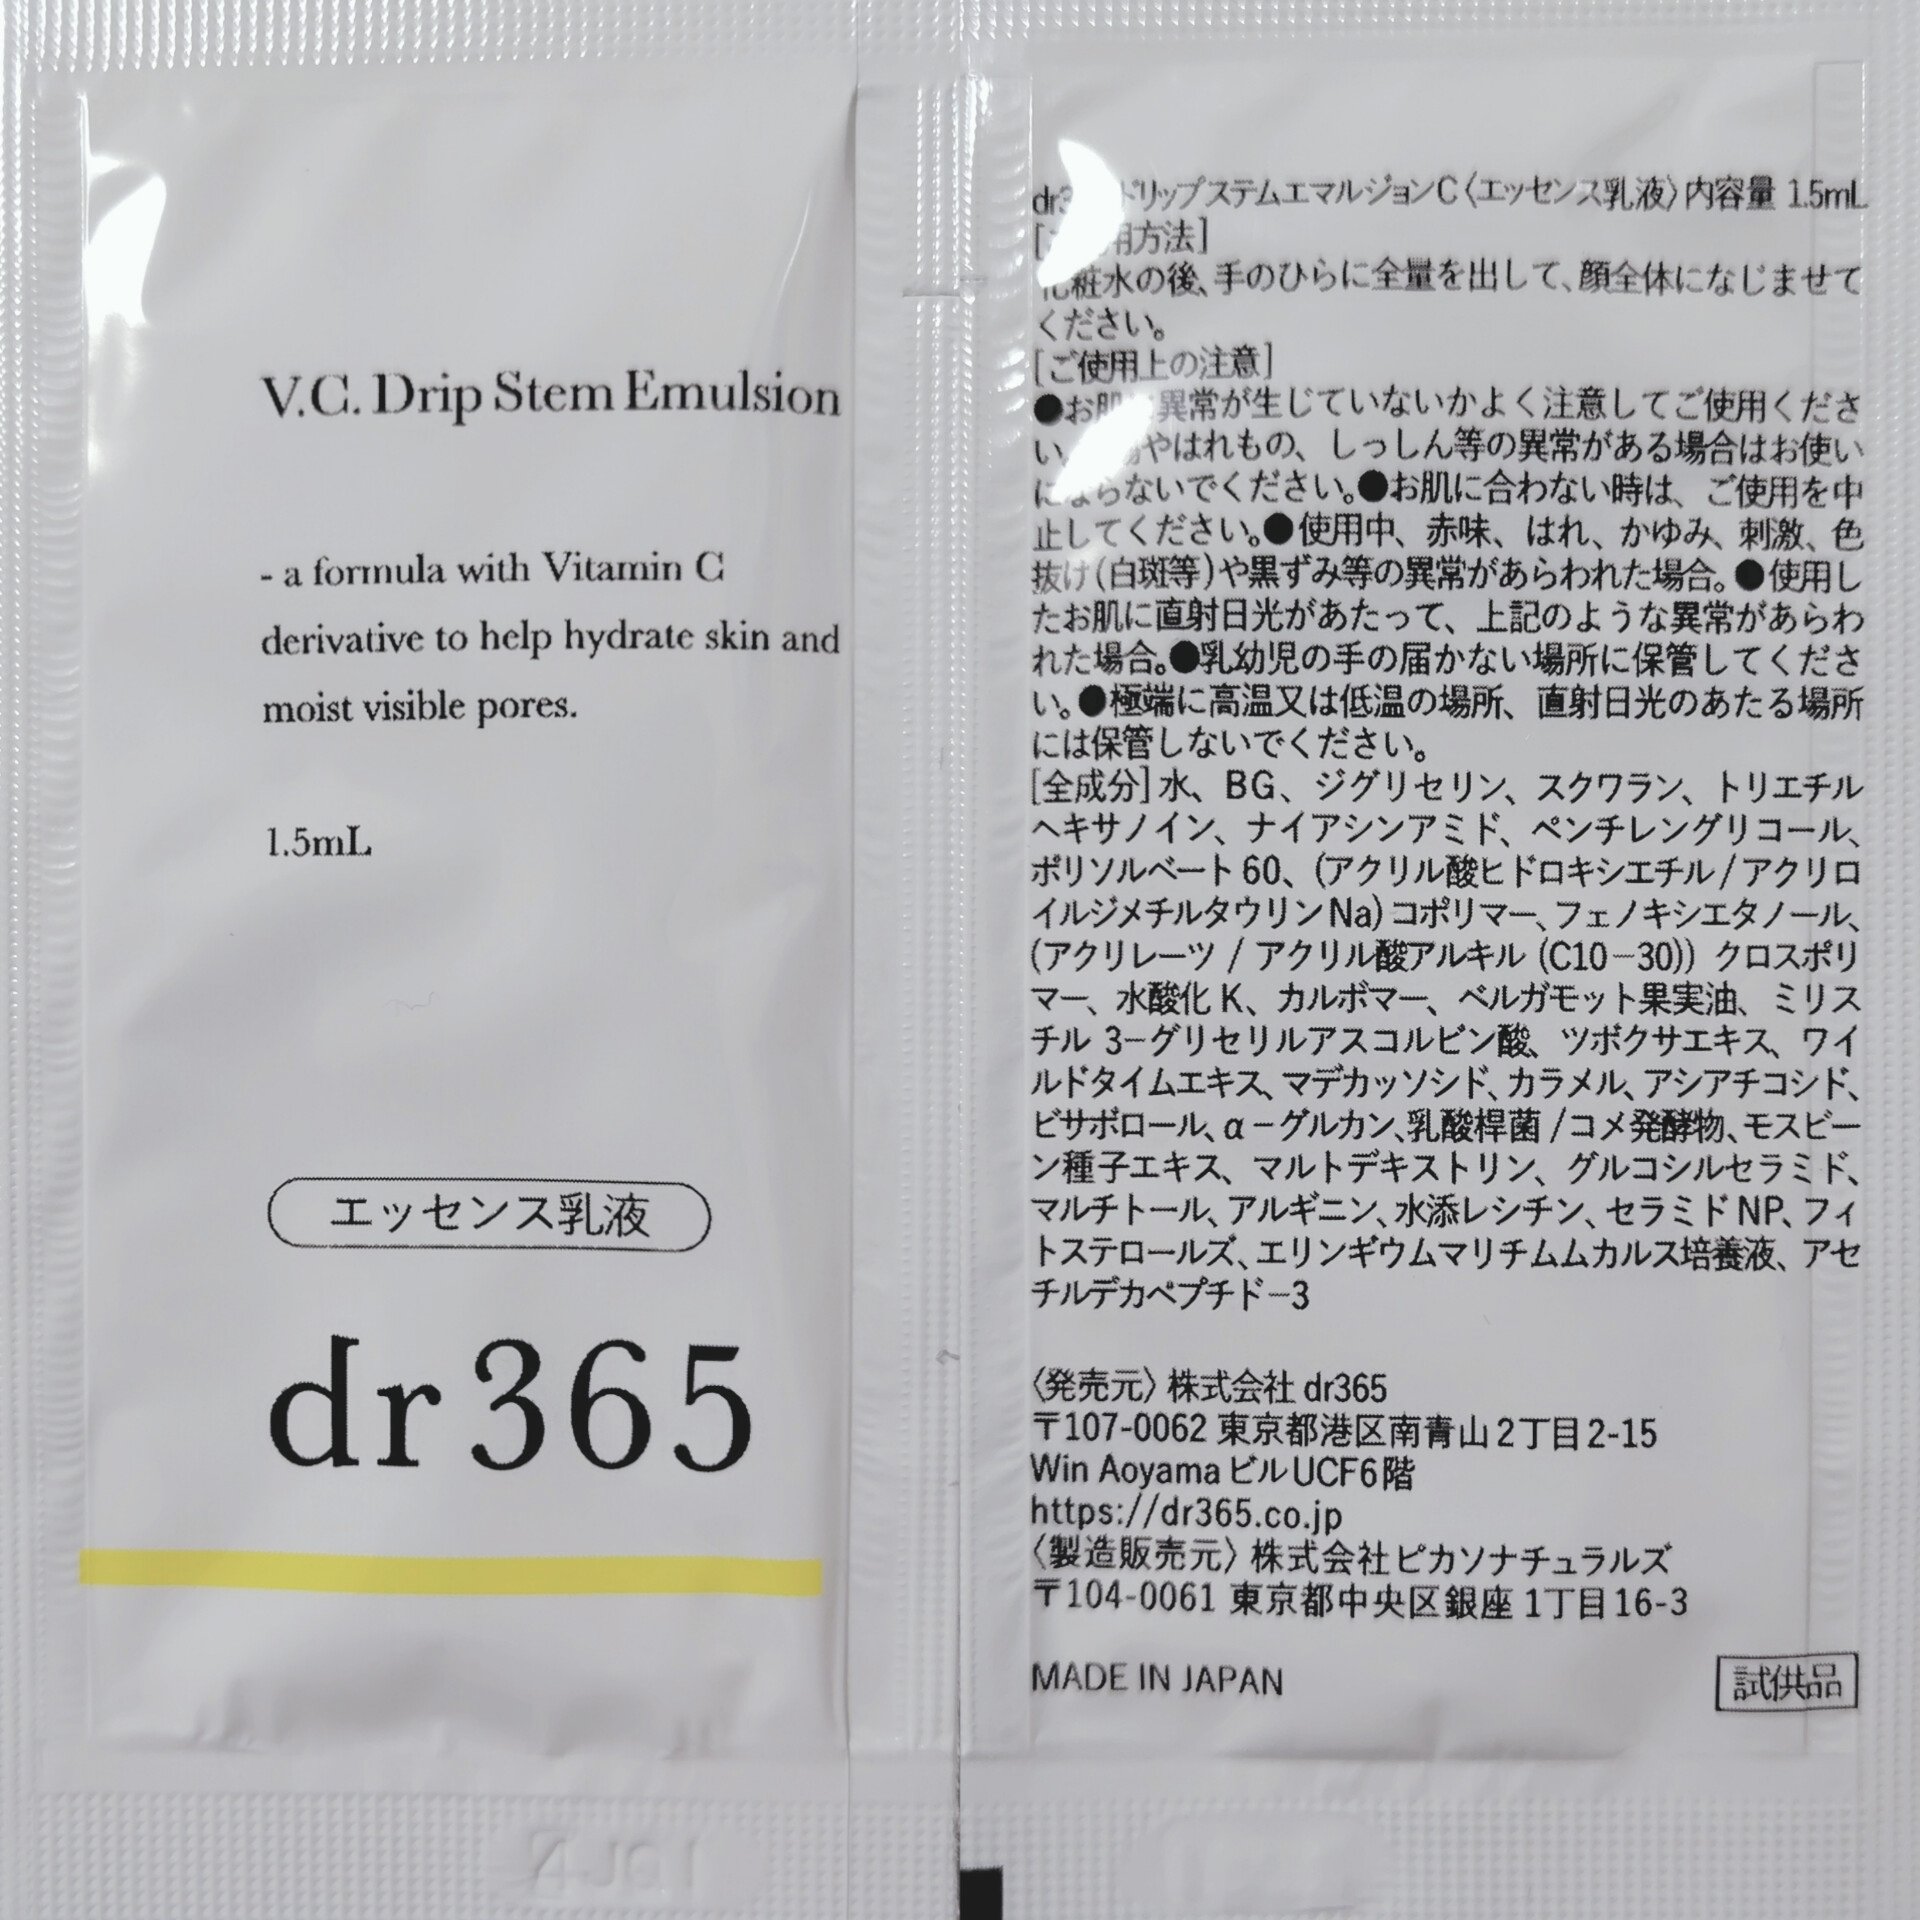 V.C. Drip Stem Emulsion
- a formula with Vitamin C
derivative to help hydrate skin and
moist visible pores.
1.5mL
エッセンス乳液
dr365
ドリップステムエマルジョンC〈エッセンス乳液〉内容量 1.5mL
用方法]
化粧水の後、手のひらに全量を出して、顔全体になじませて
ください。
[ご使用上の注意]
●お肌 異常が生じていないかよく注意してご使用くださ
い やはれもの、しっしん等の異常がある場合はお使い
にならないでください。●お肌に合わない時は、ご使用を中
止してください。●使用中、赤味、はれ、かゆみ、刺激、色
抜け(白斑等)や黒ずみ等の異常があらわれた場合。●使用し
たお肌に直射日光があたって、上記のような異常があらわ
れた場合。●乳幼児の手の届かない場所に保管してくださ
い。●極端に高温又は低温の場所、直射日光のあたる場所
には保管しないでください。
[全成分]水、BG、ジグリセリン、スクワラン、トリエチル
ヘキサノイン、ナイアシンアミド、ペンチレングリコール、
ポリソルベート60、(アクリル酸ヒドロキシエチル/アクリロ
イルジメチルタウリンNa)コポリマー、フェノキシエタノール、
(アクリレーツ/アクリル酸アルキル(C10-30))クロスポリ
マー、水酸化K、カルボマー、ベルガモット果実油、ミリス
チル3-グリセリルアスコルビン酸、ツボクサエキス、ワイ
ルドタイムエキス、マデカッソシド、カラメル、アシアチコシド、
ビサボロール、α-グルカン、乳酸桿菌/コメ発酵物、モスビー
ン種子エキス、マルトデキストリン、グルコシルセラミド、
マルチトール、アルギニン、水添レシチン、セラミドNP、フィ
トステロールズ、エリンギウムマリチムムカルス培養液、アセ
チルデカペプチド-3
〈発売元〉株式会社 dr365
〒107-0062 東京都港区南青山2丁目2-15
Win AoyamaビルUCF6階
https://dr365.co.jp
〈製造販売元〉株式会社ピカソナチュラルズ
〒104-0061 東京都中央区銀座1丁目16-3
MADE IN JAPAN
試供品